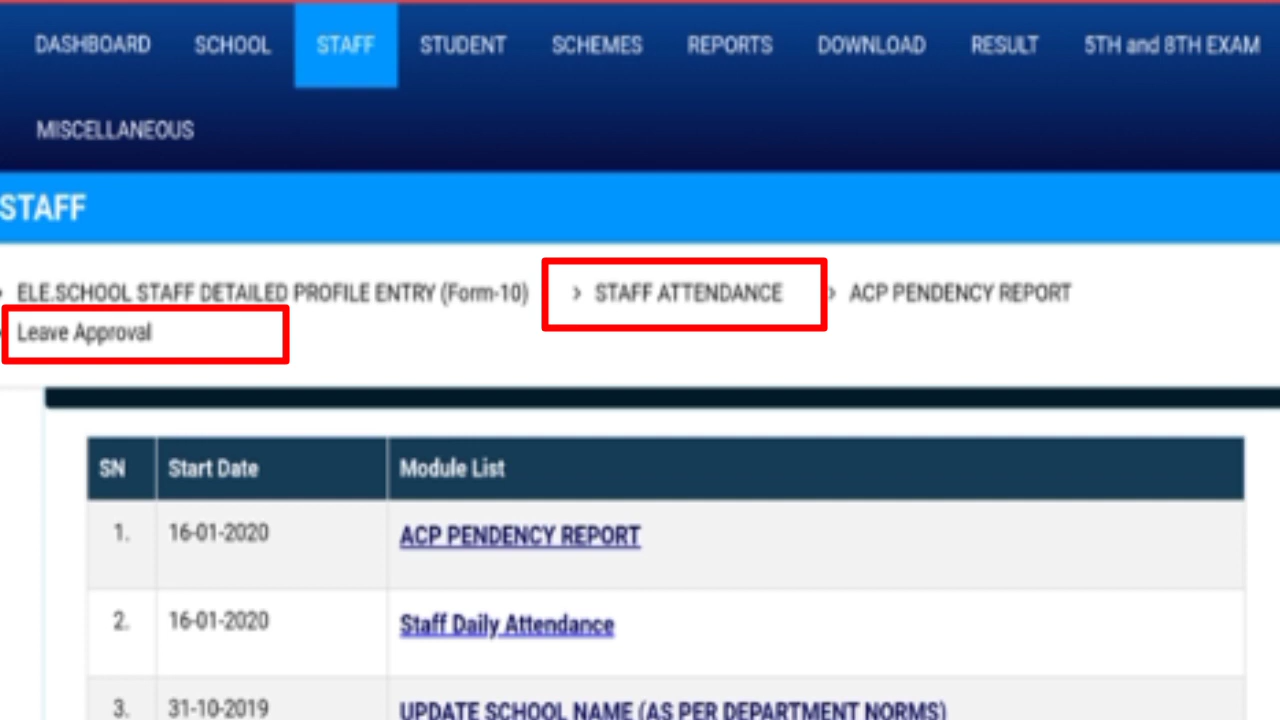 DASHBOARD SCHOOL STAFF STUDENT SCHEMES REPORTS DOWNLOAD RESULT 5TH and 8TH EXAM
MISCELLANEOUS
STAFF
› ELE.SCHOOL STAFF DETAILED PROFILE ENTRY (Form-10) › STAFF ATTENDANCE › ACP PENDENCY REPORT
Leave Approval
SN Start Date Module List
1. 16-01-2020 ACP PENDENCY REPORT
2. 16-01-2020 Staff Daily Attendance
3. 31-10-2019 UPDATE SCHOOL NAME (AS PER DEPARTMENT NORMS)